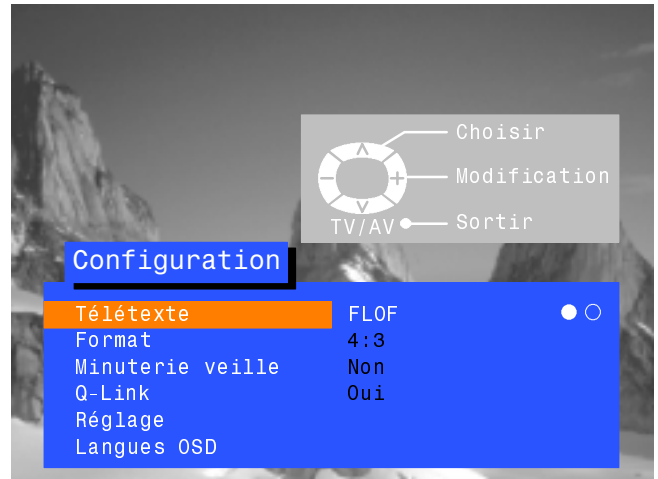 Choisir
Modification
TV/AV Sortir
Configuration
Télétexte FLOF
Format 4:3
Minuterie veille Non
Q-Link Oui
Réglage
Langues OSD